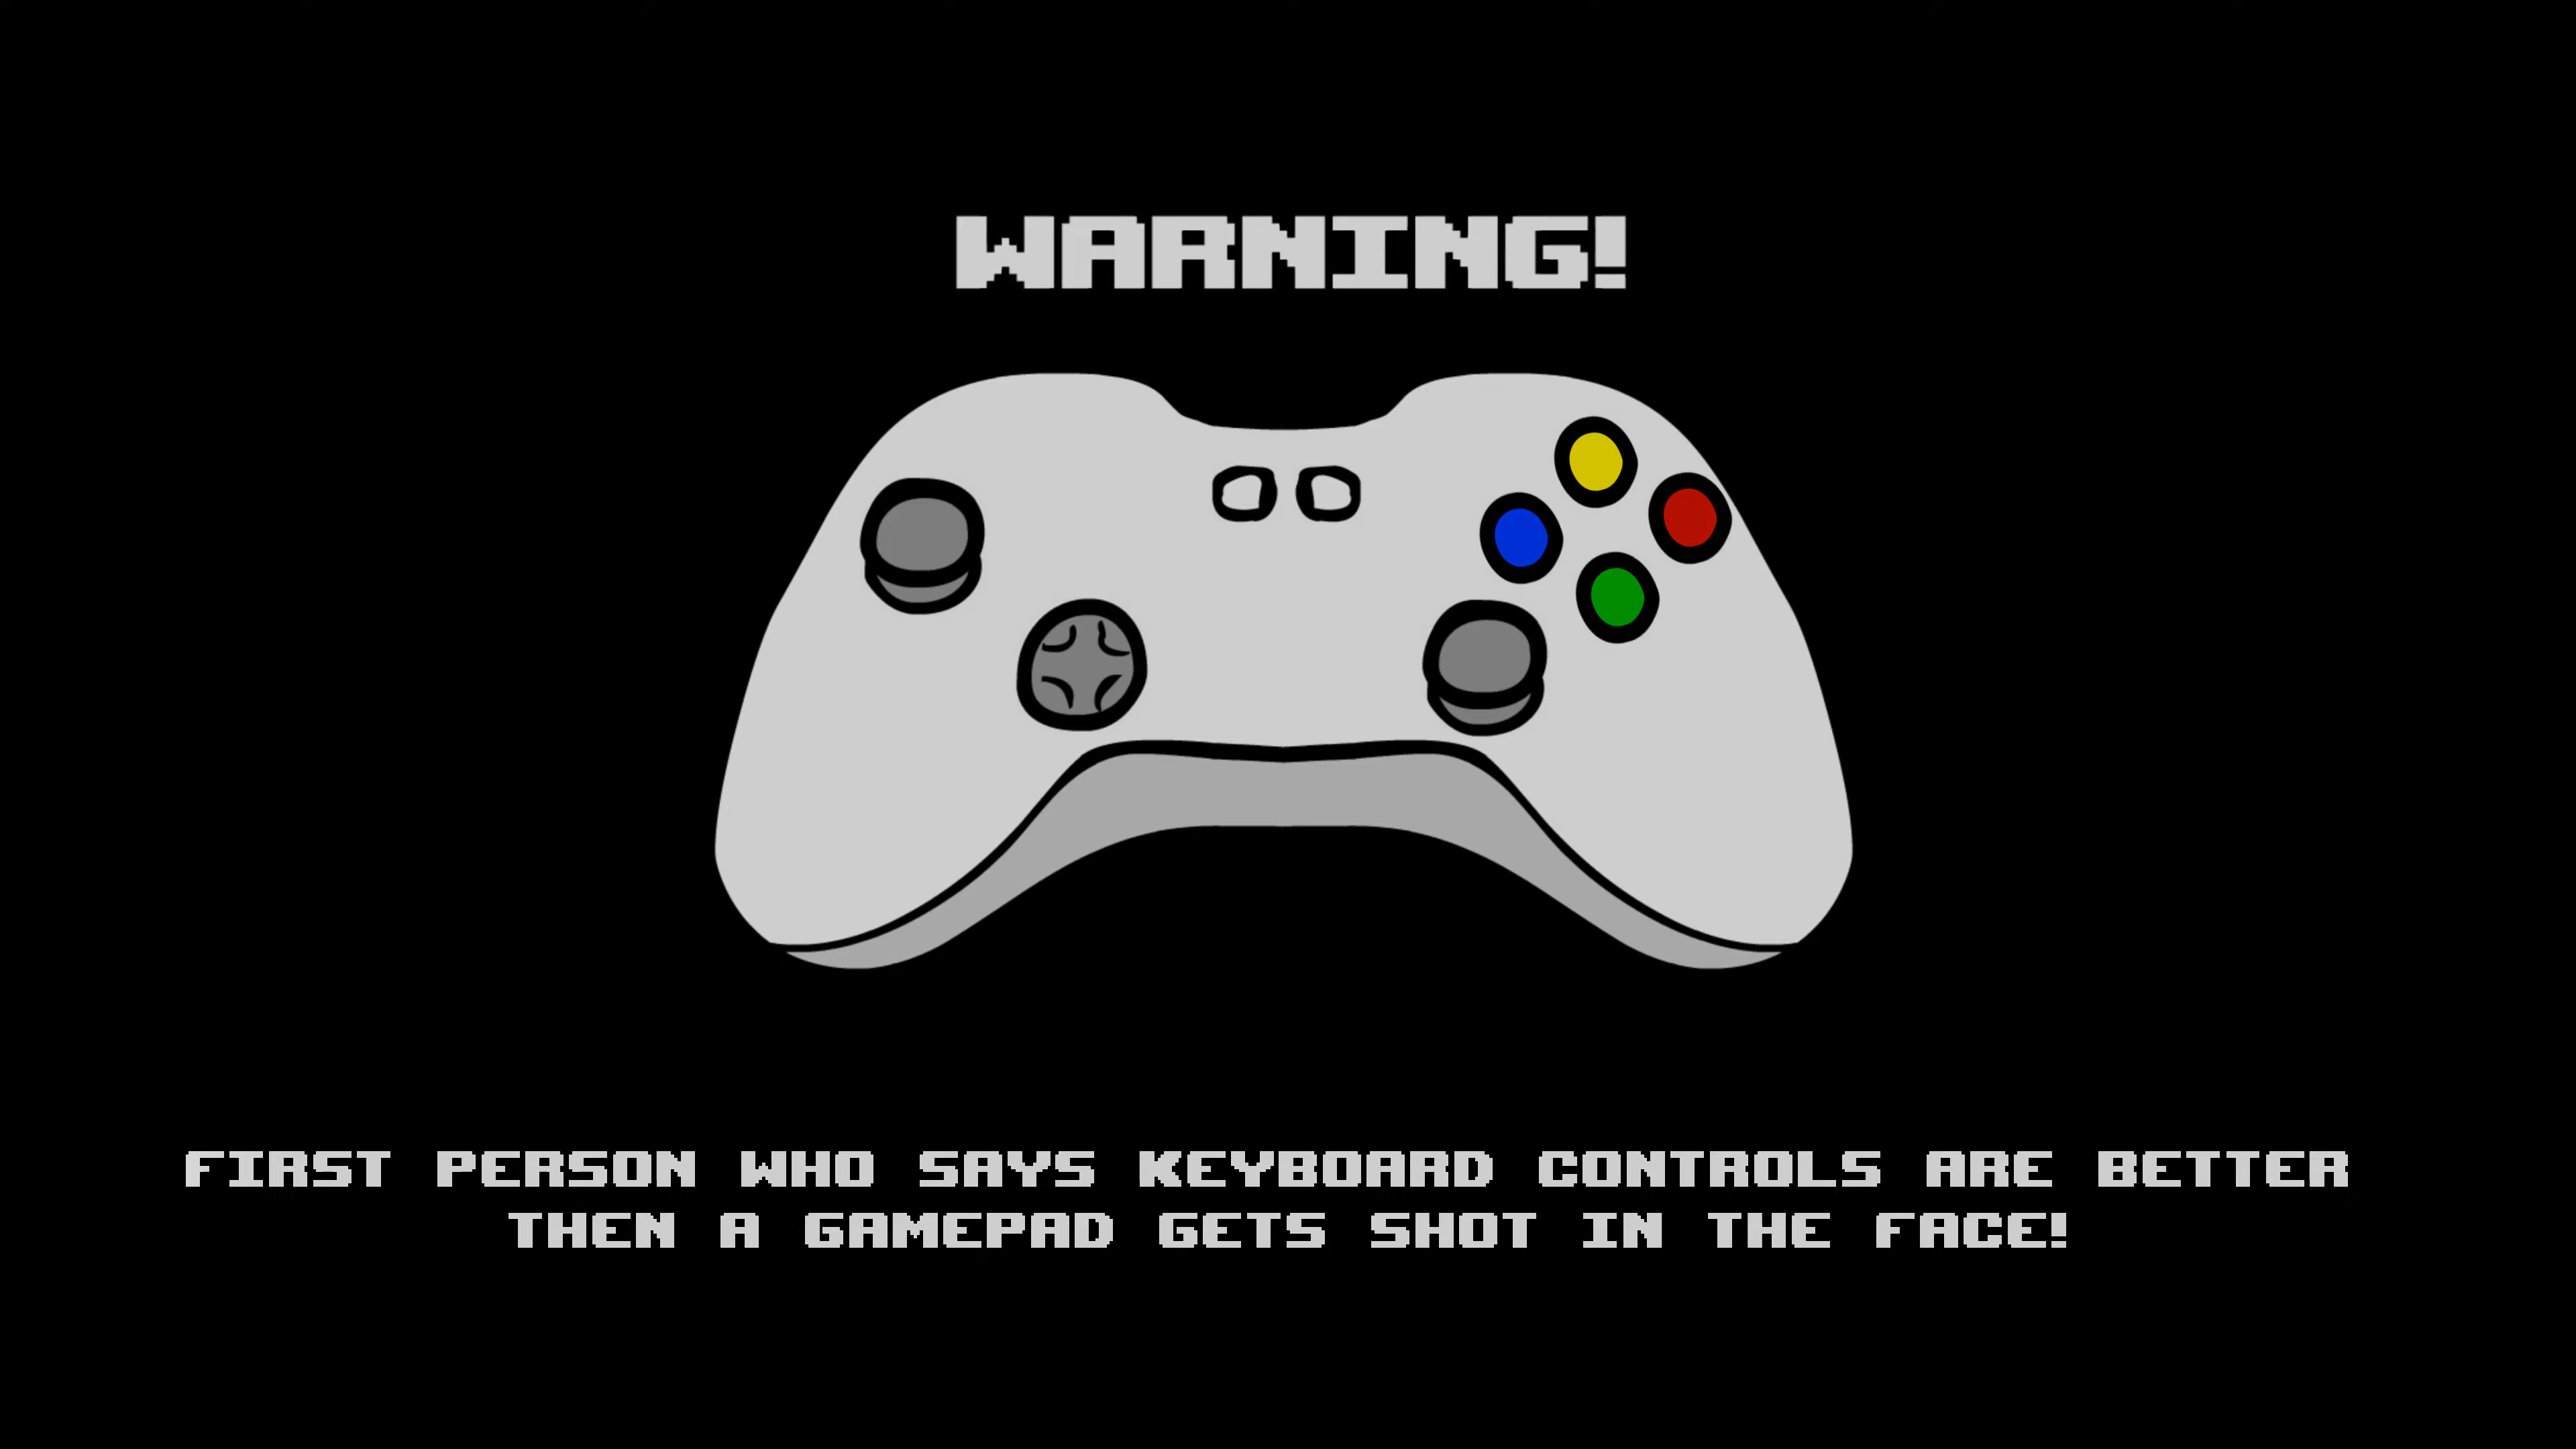 WARNING!
FIRST PERSON WHO SAYS KEYBOARD CONTROLS ARE BETTER
THEN A GAMEPAD GETS SHOT IN THE FACE!